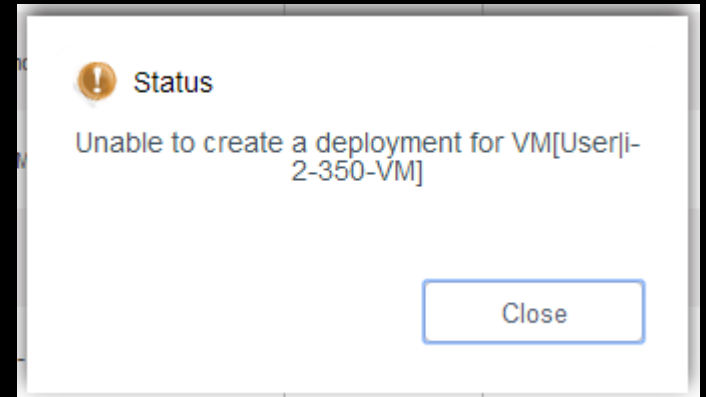 Status
Unable to create a deployment for VM[User|i-
2-350-VM]
Close